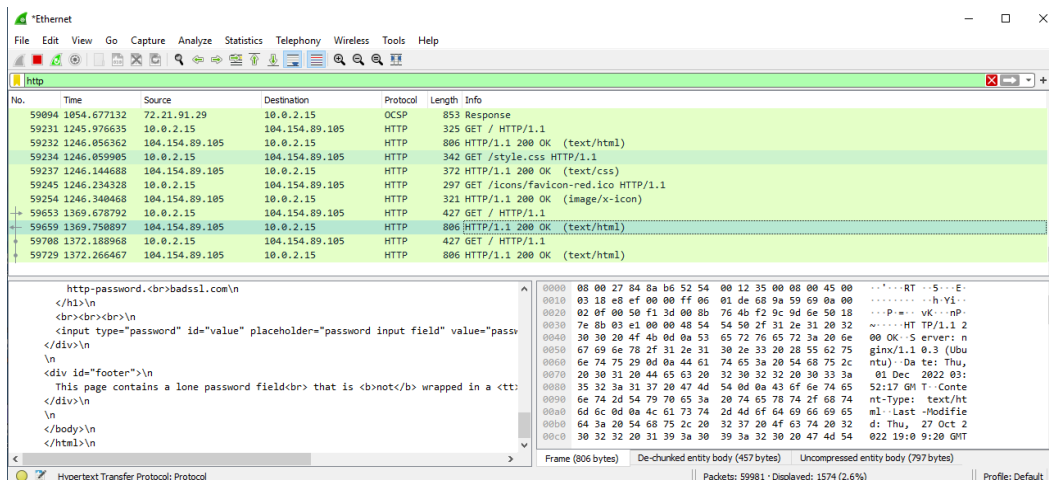 *Ethernet
File Edit View Go Capture Analyze Statistics Telephony Wireless Tools Help
http
No. Time Source Destination Protocol Length Info
59094 1054.677132 72.21.91.29 10.0.2.15 OCSP 853 Response
59231 1245.976635 10.0.2.15 104.154.89.105 HTTP 325 GET / HTTP/1.1
59232 1246.056362 104.154.89.105 10.0.2.15 HTTP 806 HTTP/1.1 200 OK (text/html)
59234 1246.059905 10.0.2.15 104.154.89.105 HTTP 342 GET /style.css HTTP/1.1
59237 1246.144688 104.154.89.105 10.0.2.15 HTTP 372 HTTP/1.1 200 OK (text/css)
59245 1246.234328 10.0.2.15 104.154.89.105 HTTP 297 GET /icons/favicon-red.ico HTTP/1.1
59254 1246.340468 104.154.89.105 10.0.2.15 HTTP 321 HTTP/1.1 200 OK (image/x-icon)
59653 1369.678792 10.0.2.15 104.154.89.105 HTTP 427 GET / HTTP/1.1
59659 1369.750897 104.154.89.105 10.0.2.15 HTTP 806 HTTP/1.1 200 OK (text/html)
59708 1372.188968 10.0.2.15 104.154.89.105 HTTP 427 GET / HTTP/1.1
59729 1372.266467 104.154.89.105 10.0.2.15 HTTP 806 HTTP/1.1 200 OK (text/html)
http-password.<br>badssl.com\n
</h1>\n
<br><br><br>\n
<input type="password" id="value" placeholder="password input field" value="passw
</div>\n
\n
<div id="footer">\n
This page contains a lone password field<br> that is <b>not</b> wrapped in a <tt>
</div>\n
\n
</body>\n
</html>\n
0000 08 00 27 84 8a b6 52 54 00 12 35 00 08 00 45 00 ··'···RT ··5···E·
0010 03 18 e8 ef 00 00 ff 06 01 de 68 9a 59 69 0a 00 ········ ··h·Yi··
0020 02 0f 00 50 f1 3d 00 8b 76 4b f2 9c 9d 6e 50 18 ···P·=·· vK···nP·
0030 7e 8b 03 e1 00 00 48 54 54 50 2f 31 2e 31 20 32 ~·····HT TP/1.1 2
0040 30 30 20 4f 4b 0d 0a 53 65 72 76 65 72 3a 20 6e 00 OK··S erver: n
0050 67 69 6e 78 2f 31 2e 31 30 2e 33 20 28 55 62 75 ginx/1.1 0.3 (Ubu
0060 6e 74 75 29 0d 0a 44 61 74 65 3a 20 54 68 75 2c ntu)··Da te: Thu,
0070 20 30 31 20 44 65 63 20 32 30 32 32 20 30 33 3a 01 Dec 2022 03:
0080 35 32 3a 31 37 20 47 4d 54 0d 0a 43 6f 6e 74 65 52:17 GM T··Conte
0090 6e 74 2d 54 79 70 65 3a 20 74 65 78 74 2f 68 74 nt-Type: text/ht
00a0 6d 6c 0d 0a 4c 61 73 74 2d 4d 6f 64 69 66 69 65 ml··Last -Modifie
00b0 64 3a 20 54 68 75 2c 20 32 37 20 4f 63 74 20 32 d: Thu, 27 Oct 2
00c0 30 32 32 20 31 39 3a 30 39 3a 32 30 20 47 4d 54 022 19:0 9:20 GMT
Frame (806 bytes) De-chunked entity body (457 bytes) Uncompressed entity body (797 bytes)
Hypertext Transfer Protocol: Protocol Packets: 59981 · Displayed: 1574 (2.6%) Profile: Default